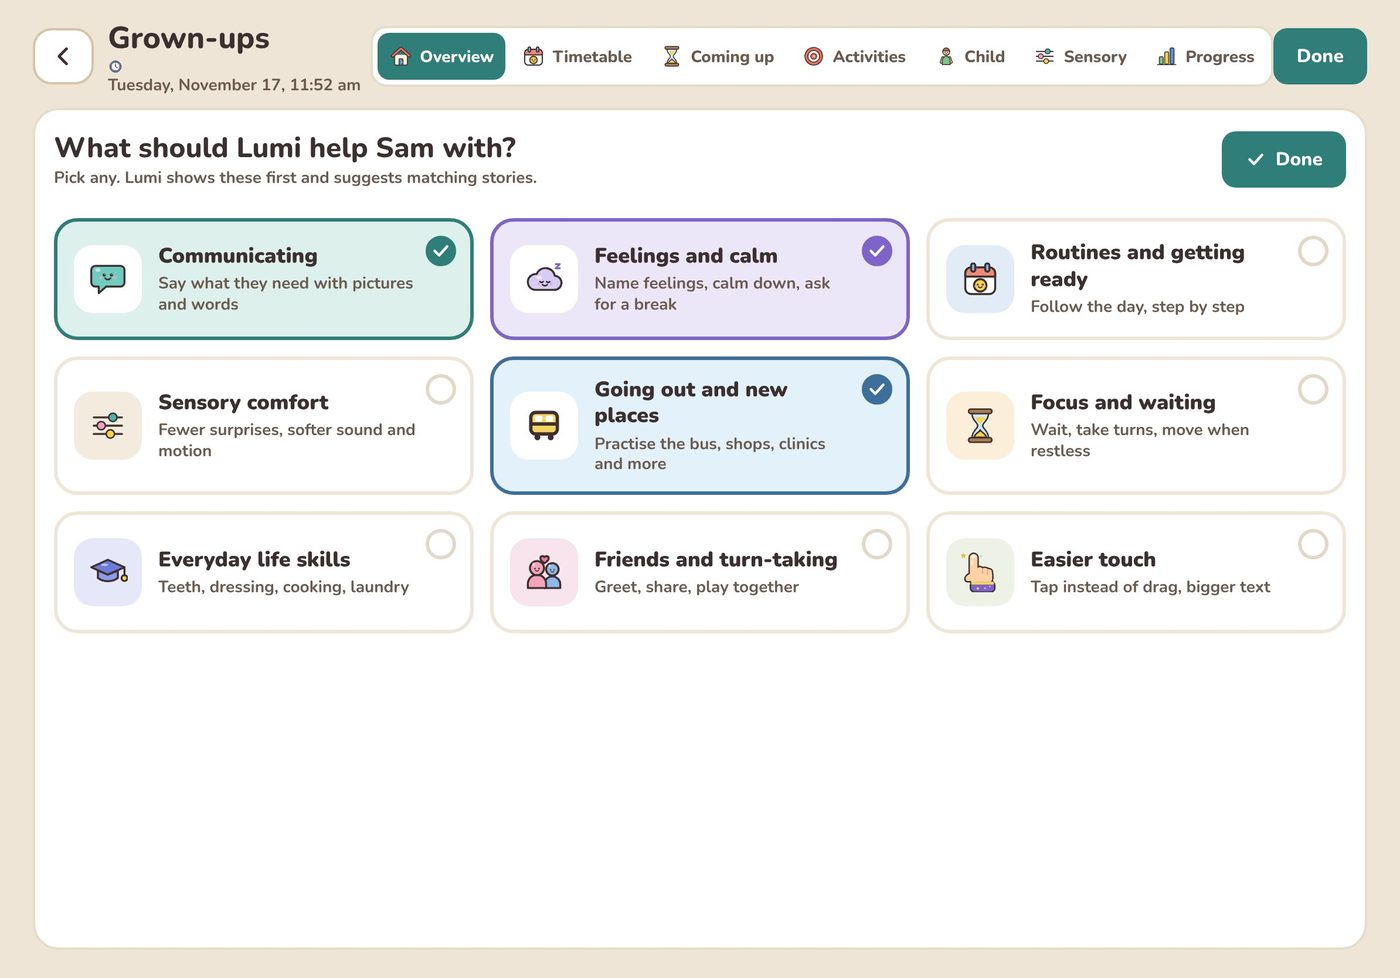 Grown-ups
Tuesday, November 17, 11:52 am
Overview
Timetable
Coming up
Activities
Child
Sensory
Progress
Done
What should Lumi help Sam with?
Pick any. Lumi shows these first and suggests matching stories.
Done
Communicating
Say what they need with pictures
and words
Feelings and calm
Name feelings, calm down, ask
for a break
Routines and getting
ready
Follow the day, step by step
Sensory comfort
Fewer surprises, softer sound and
motion
Going out and new
places
Practise the bus, shops, clinics
and more
Focus and waiting
Wait, take turns, move when
restless
Everyday life skills
Teeth, dressing, cooking, laundry
Friends and turn-taking
Greet, share, play together
Easier touch
Tap instead of drag, bigger text